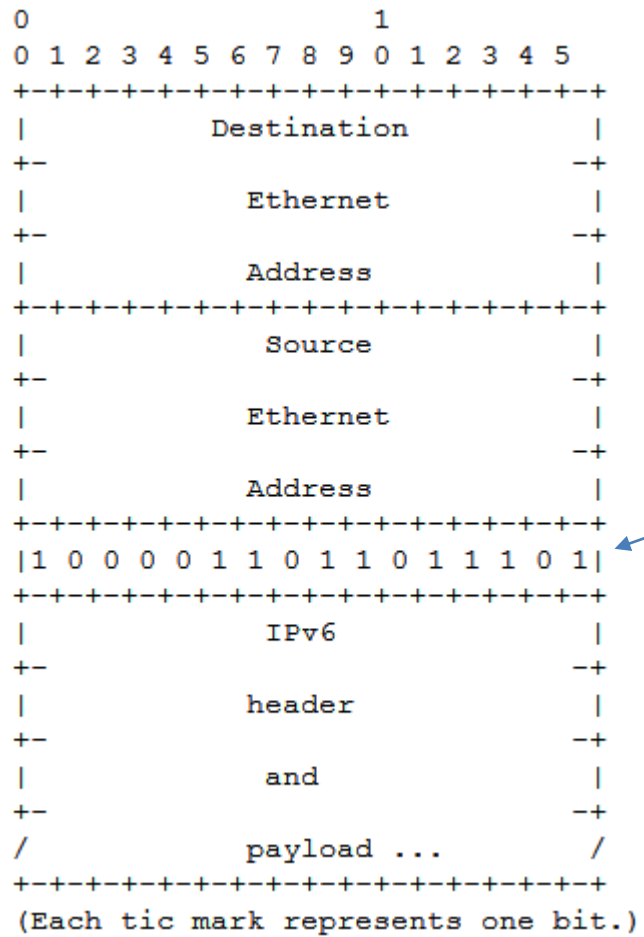 0                   1
0 1 2 3 4 5 6 7 8 9 0 1 2 3 4 5
+-+-+-+-+-+-+-+-+-+-+-+-+-+-+-+-+
|          Destination          |
+-                             -+
|            Ethernet           |
+-                             -+
|            Address            |
+-+-+-+-+-+-+-+-+-+-+-+-+-+-+-+-+
|             Source            |
+-                             -+
|            Ethernet           |
+-                             -+
|            Address            |
+-+-+-+-+-+-+-+-+-+-+-+-+-+-+-+-+
|1 0 0 0 0 1 1 0 1 1 0 1 1 1 0 1|
+-+-+-+-+-+-+-+-+-+-+-+-+-+-+-+-+
|             IPv6              |
+-                             -+
|            header             |
+-                             -+
|             and               |
+-                             -+
/            payload ...        /
+-+-+-+-+-+-+-+-+-+-+-+-+-+-+-+-+
(Each tic mark represents one bit.)